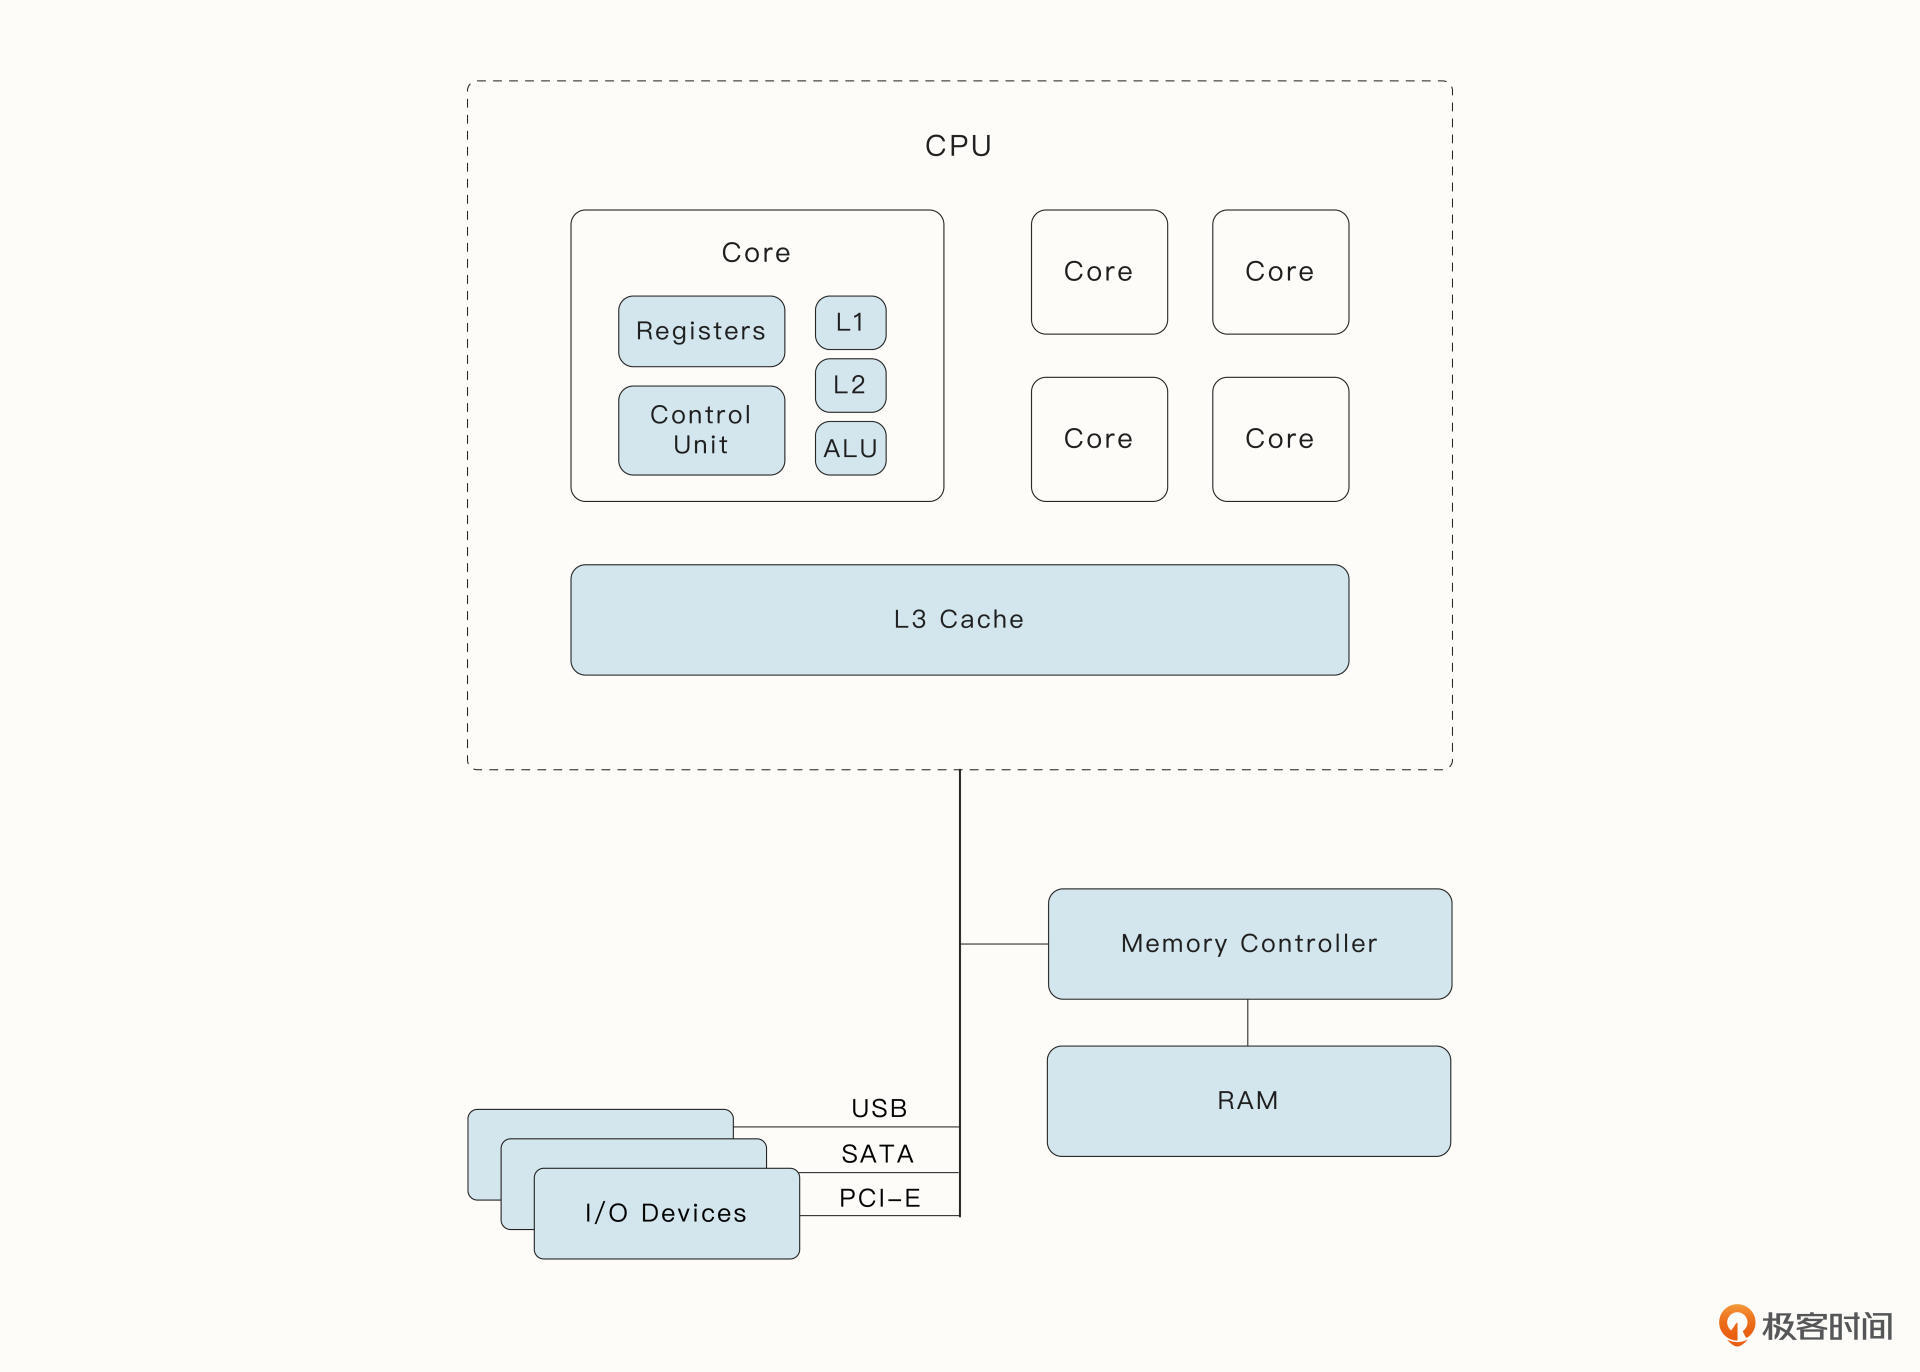 CPU
Core
Registers
L1
L2
Control
Unit
ALU
Core
Core
Core
Core
L3 Cache
Memory Controller
RAM
USB
SATA
PCI-E
I/O Devices
极客时间